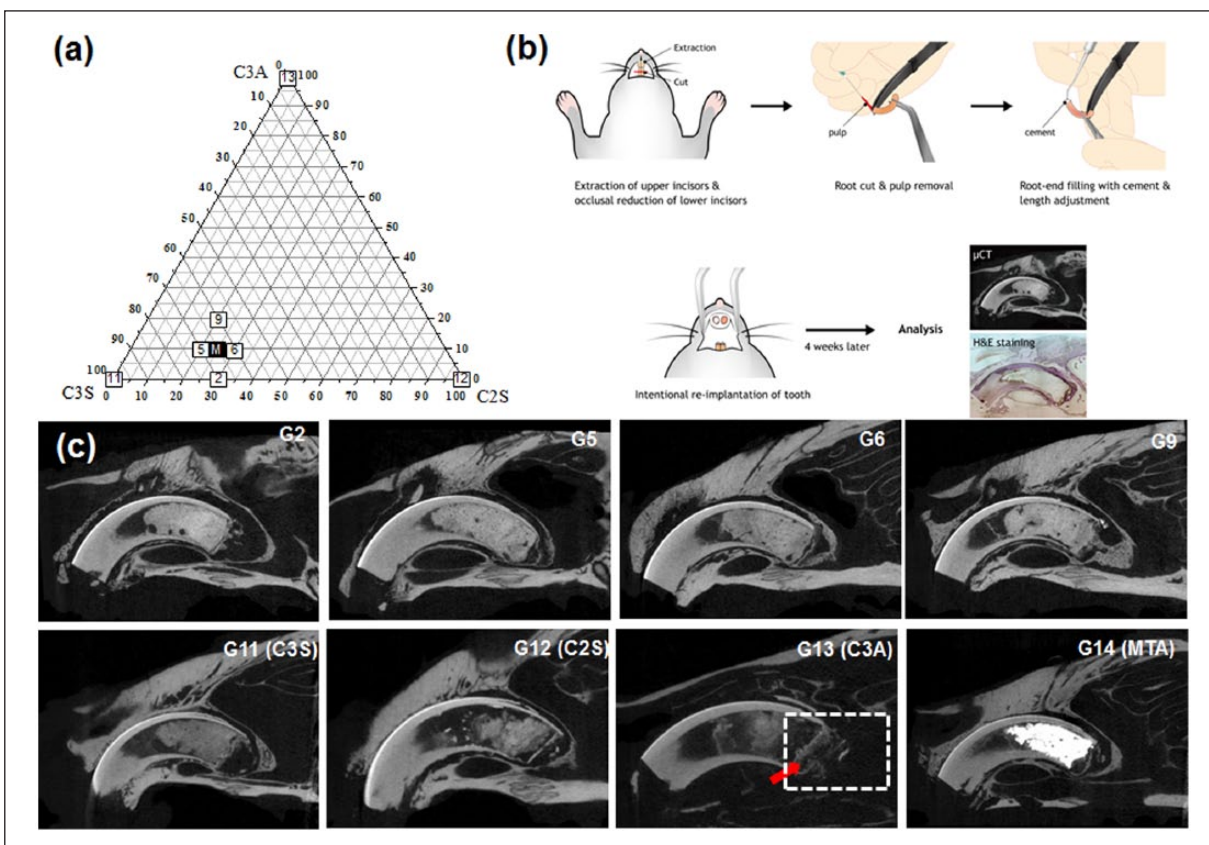 (a)
C3A
0
13
100
10
90
20
80
30
70
40
60
50
50
60
40
70
30
80
9
20
90
5
M
6
10
100
11
2
12
0
C3S
0
10
20
30
40
50
60
70
80
90
100
C2S
(b)
Extraction
Cut
pulp
cement
Extraction of upper incisors &
occlusal reduction of lower incisors
Root cut & pulp removal
Root-end filling with cement &
length adjustment
4 weeks later
Analysis
μCT
H&E staining
Intentional re-implantation of tooth
(c)
G2
G5
G6
G9
G11 (C3S)
G12 (C2S)
G13 (C3A)
G14 (MTA)